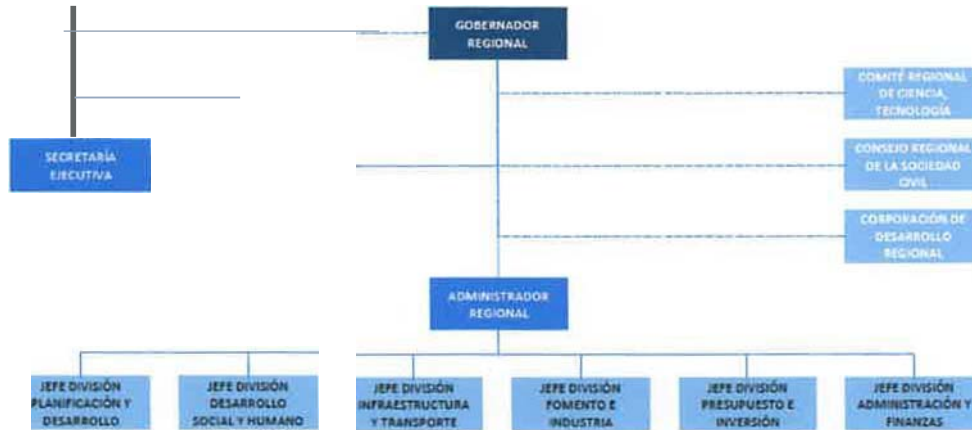 GOBERNADOR
REGIONAL
COMITÉ REGIONAL
DE CIENCIA,
TECNOLOGÍA
SECRETARÍA
EJECUTIVA
CONSEJO REGIONAL
DE LA SOCIEDAD
CIVIL
CORPORACIÓN DE
DESARROLLO
REGIONAL
ADMINISTRADOR
REGIONAL
JEFE DIVISIÓN
PLANIFICACIÓN Y
DESARROLLO
JEFE DIVISIÓN
DESARROLLO
SOCIAL Y HUMANO
JEFE DIVISIÓN
INFRAESTRUCTURA
Y TRANSPORTE
JEFE DIVISIÓN
FOMENTO E
INDUSTRIA
JEFE DIVISIÓN
PRESUPUESTO E
INVERSIÓN
JEFE DIVISIÓN
ADMINISTRACIÓN Y
FINANZAS